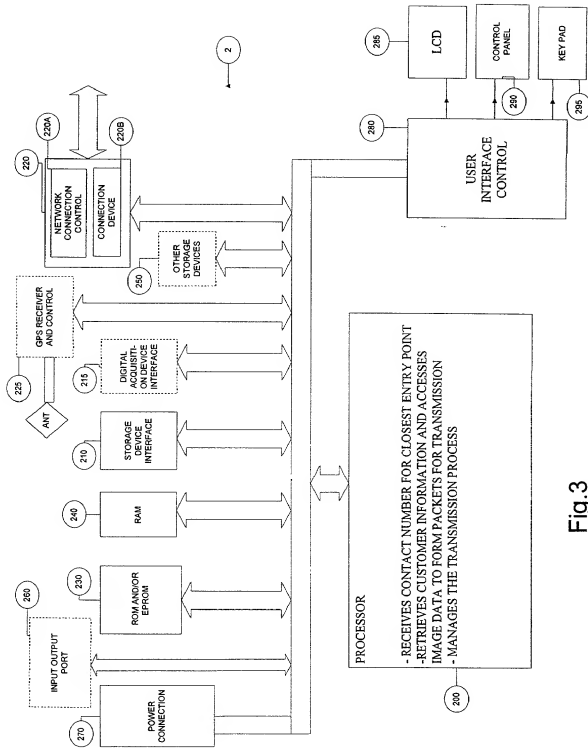 220A
220
220B
NETWORK
CONNECTION
CONTROL
CONNECTION
DEVICE
2
285
LCD
290
CONTROL
PANEL
295
KEY PAD
280
USER
INTERFACE
CONTROL
250
OTHER
STORAGE
DEVICES
225
GPS RECEIVER
AND CONTROL
ANT
215
DIGITAL
ACQUISITI-
ON DEVICE
INTERFACE
210
STORAGE
DEVICE
INTERFACE
240
RAM
230
ROM AND/OR
EPROM
260
INPUT OUTPUT
PORT
270
POWER
CONNECTION
PROCESSOR
- RECEIVES CONTACT NUMBER FOR CLOSEST ENTRY POINT
-RETRIEVES CUSTOMER INFORMATION AND ACCESSES
IMAGE DATA TO FORM PACKETS FOR TRANSMISSION
- MANAGES THE TRANSMISSION PROCESS
200
Fig.3